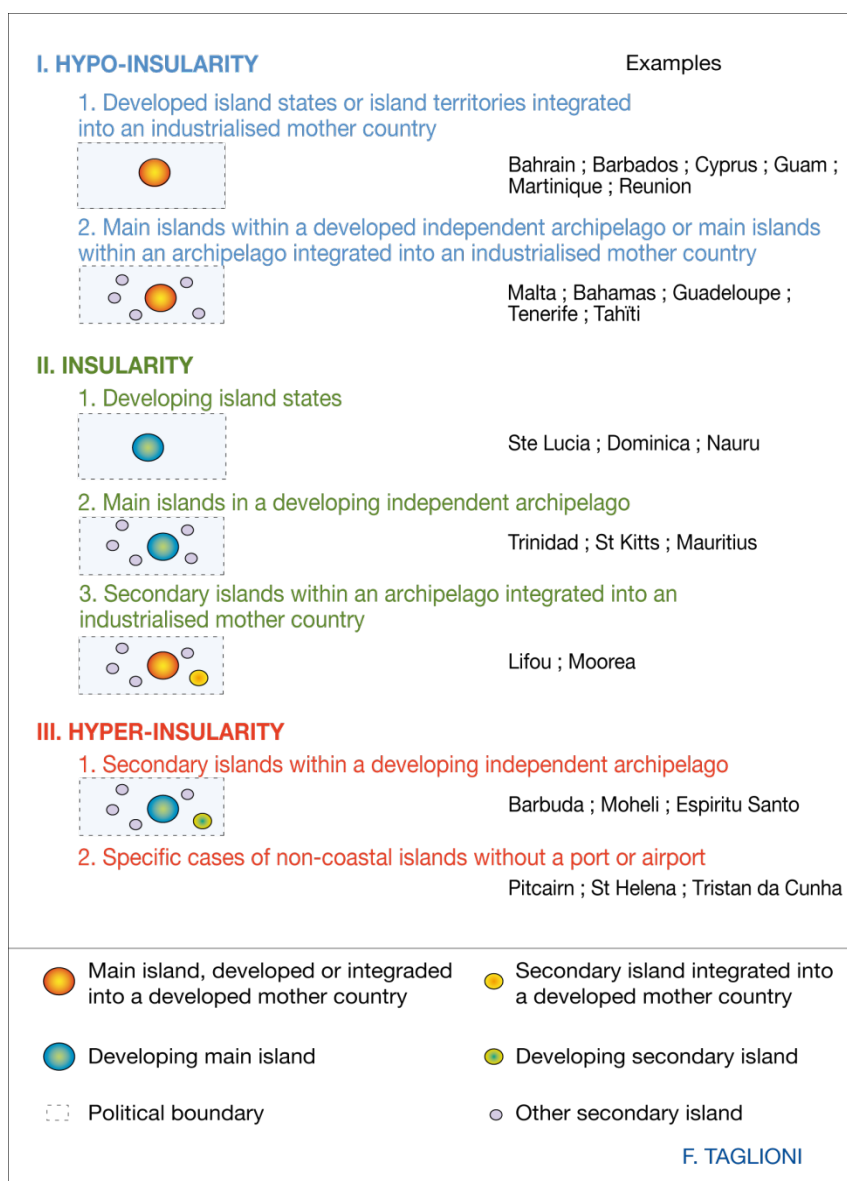 I. HYPO-INSULARITY
Examples
1. Developed island states or island territories integrated
into an industrialised mother country
Bahrain ; Barbados ; Cyprus ; Guam ;
Martinique ; Reunion
2. Main islands within a developed independent archipelago or main islands
within an archipelago integrated into an industrialised mother country
Malta ; Bahamas ; Guadeloupe ;
Tenerife ; Tahïti
II. INSULARITY
1. Developing island states
Ste Lucia ; Dominica ; Nauru
2. Main islands in a developing independent archipelago
Trinidad ; St Kitts ; Mauritius
3. Secondary islands within an archipelago integrated into an
industrialised mother country
Lifou ; Moorea
III. HYPER-INSULARITY
1. Secondary islands within a developing independent archipelago
Barbuda ; Moheli ; Espiritu Santo
2. Specific cases of non-coastal islands without a port or airport
Pitcairn ; St Helena ; Tristan da Cunha
Main island, developed or integraded
into a developed mother country
Secondary island integrated into
a developed mother country
Developing main island
Developing secondary island
Political boundary
Other secondary island
F. TAGLIONI